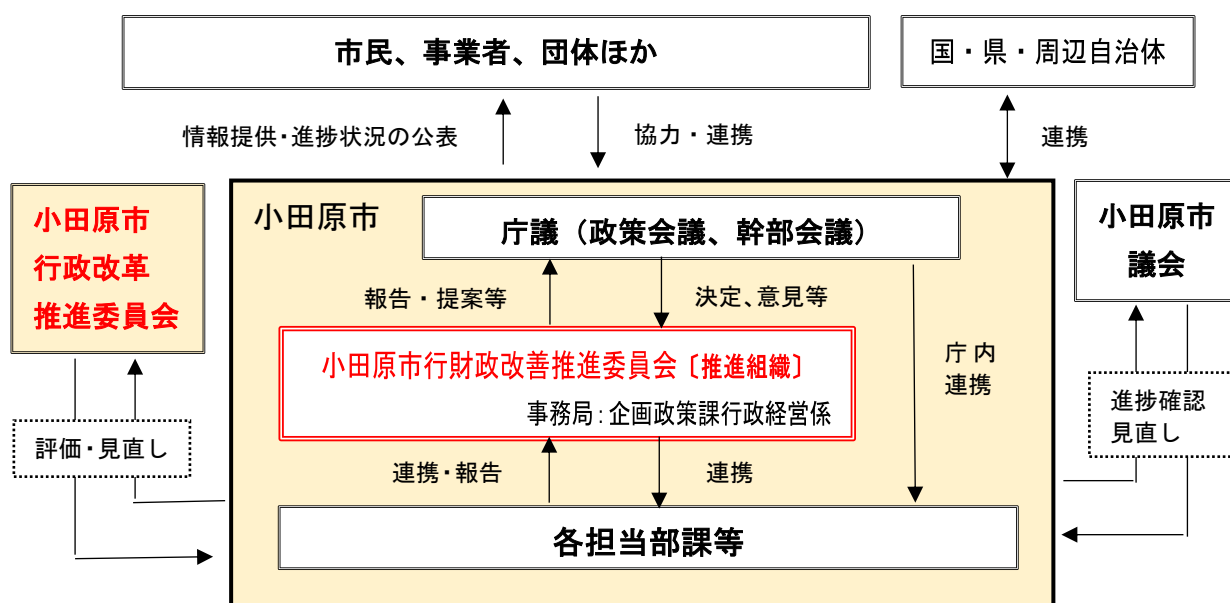 市民、事業者、団体ほか
国・県・周辺自治体
情報提供・進捗状況の公表
協力・連携
連携
小田原市
行政改革
推進委員会
小田原市
庁議（政策会議、幹部会議）
小田原市
議会
報告・提案等
決定、意見等
小田原市行財政改善推進委員会〔推進組織〕
事務局：企画政策課行政経営係
庁内
連携
評価・見直し
進捗確認
見直し
連携・報告
連携
各担当部課等